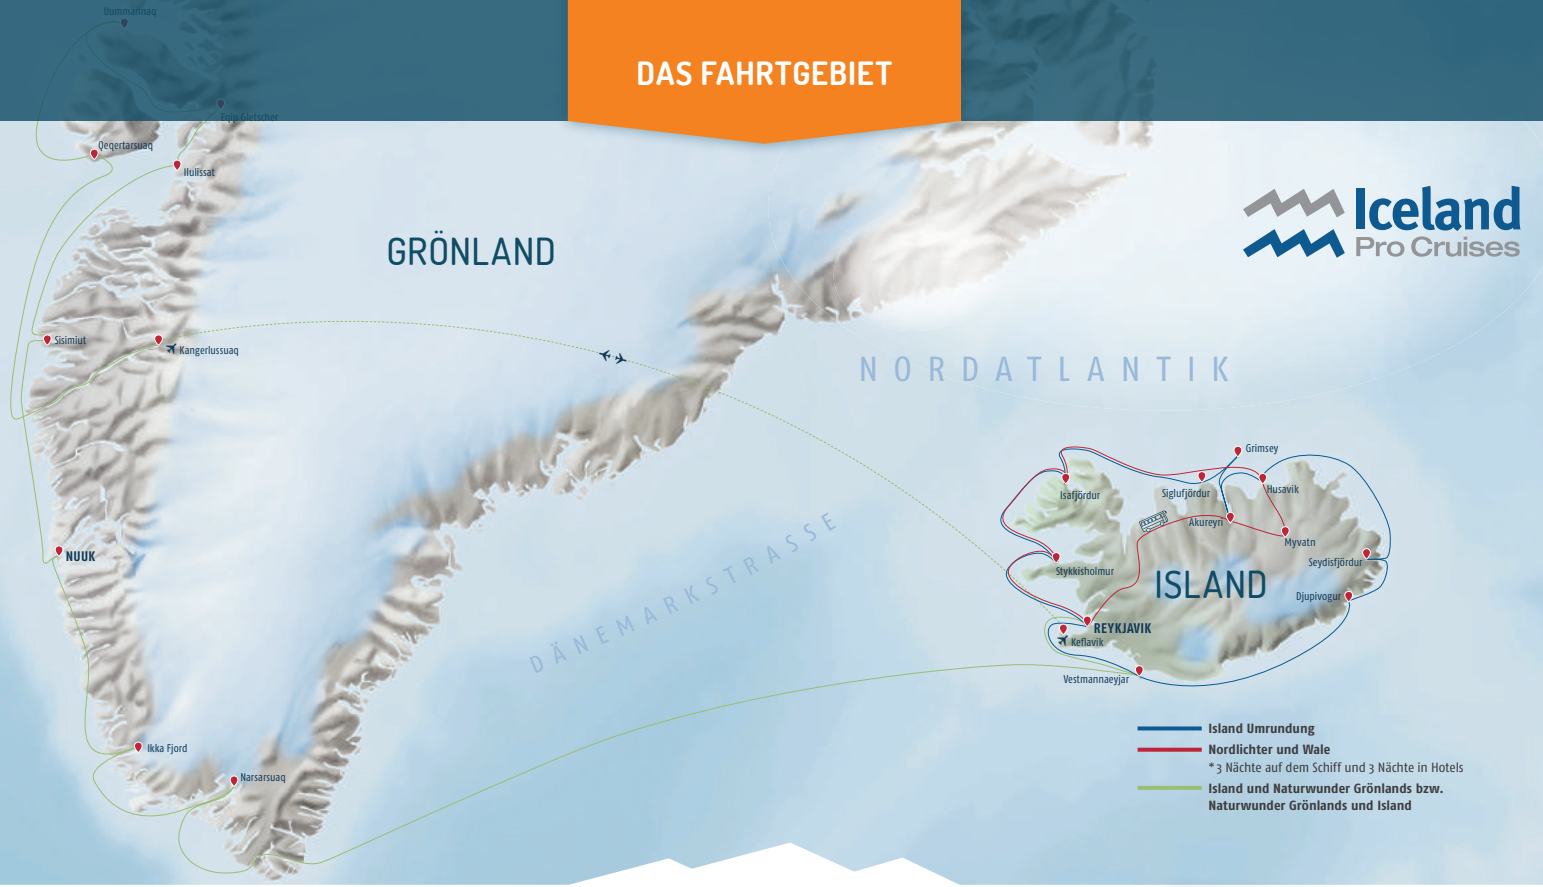 Uummannaq
DAS FAHRTGEBIET
Eqip Gletscher
Qeqertarsuaq
Ilulissat
Iceland
Pro Cruises
GRÖNLAND
Sisimiut
Kangerlussuaq
NORDATLANTIK
Grimsey
Isafjördur
Siglufjördur
Husavik
Akureyri
Myvatn
DÄNEMARKSTRASSE
NUUK
Stykkisholmur
Seydisfjördur
ISLAND
Djupivogur
REYKJAVIK
Keflavik
Vestmannaeyjar
Island Umrundung
Nordlichter und Wale
* 3 Nächte auf dem Schiff und 3 Nächte in Hotels
Island und Naturwunder Grönlands bzw.
Naturwunder Grönlands und Island
Ikka Fjord
Narsarsuaq